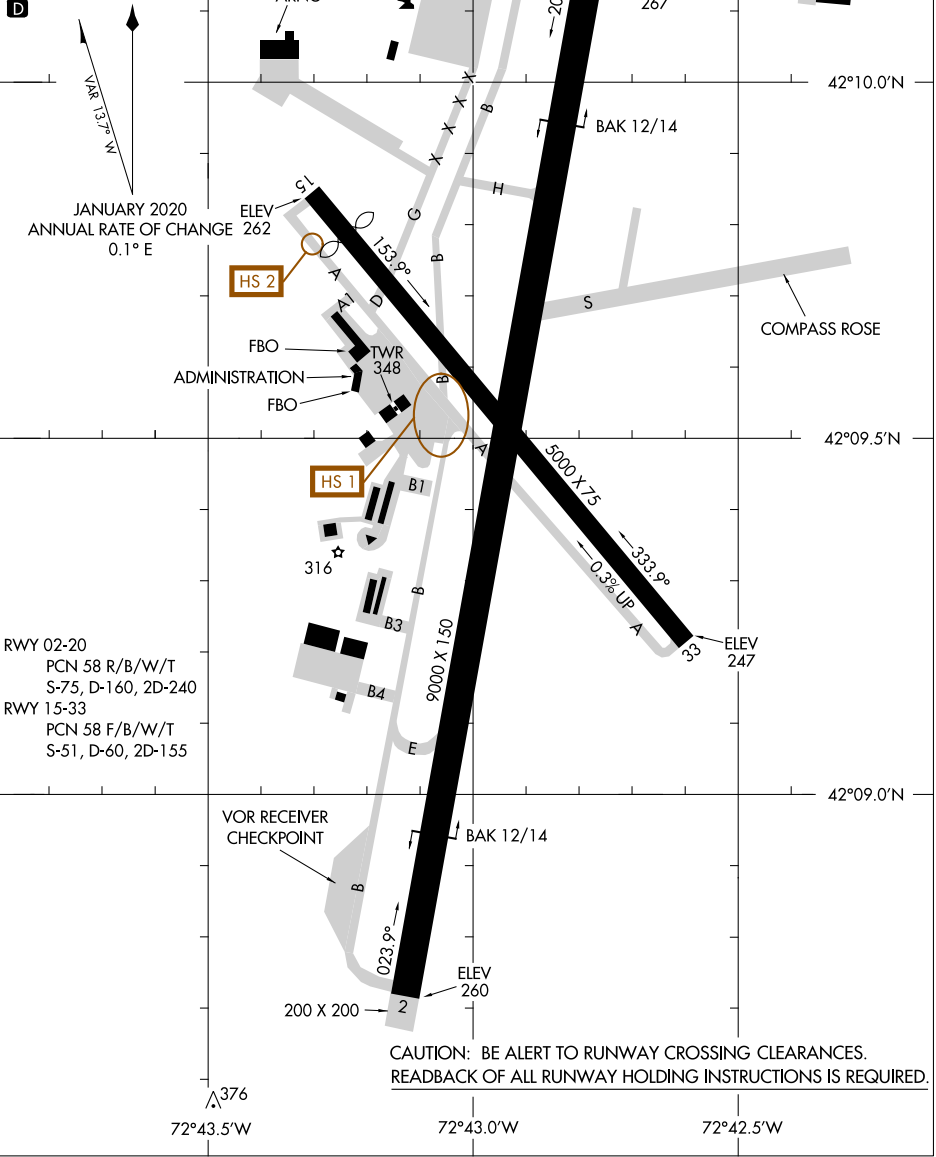 D
20
267
42°10.0'N
VAR 13.7° W
X
X
X
X
B
BAK 12/14
H
15
JANUARY 2020
ANNUAL RATE OF CHANGE
0.1° E
ELEV
262
G
153.9°
B
HS 2
A
A1
D
S
COMPASS ROSE
FBO
TWR
348
ADMINISTRATION
FBO
B
42°09.5'N
A
HS 1
B1
5000 X 75
316
333.9°
0.3% UP
B
B3
A
33
ELEV
247
RWY 02-20
PCN 58 R/B/W/T
S-75, D-160, 2D-240
RWY 15-33
PCN 58 F/B/W/T
S-51, D-60, 2D-155
9000 X 150
B4
E
42°09.0'N
VOR RECEIVER
CHECKPOINT
BAK 12/14
B
023.9°
ELEV
260
200 X 200
2
CAUTION: BE ALERT TO RUNWAY CROSSING CLEARANCES.
READBACK OF ALL RUNWAY HOLDING INSTRUCTIONS IS REQUIRED.
376
72°43.5'W
72°43.0'W
72°42.5'W